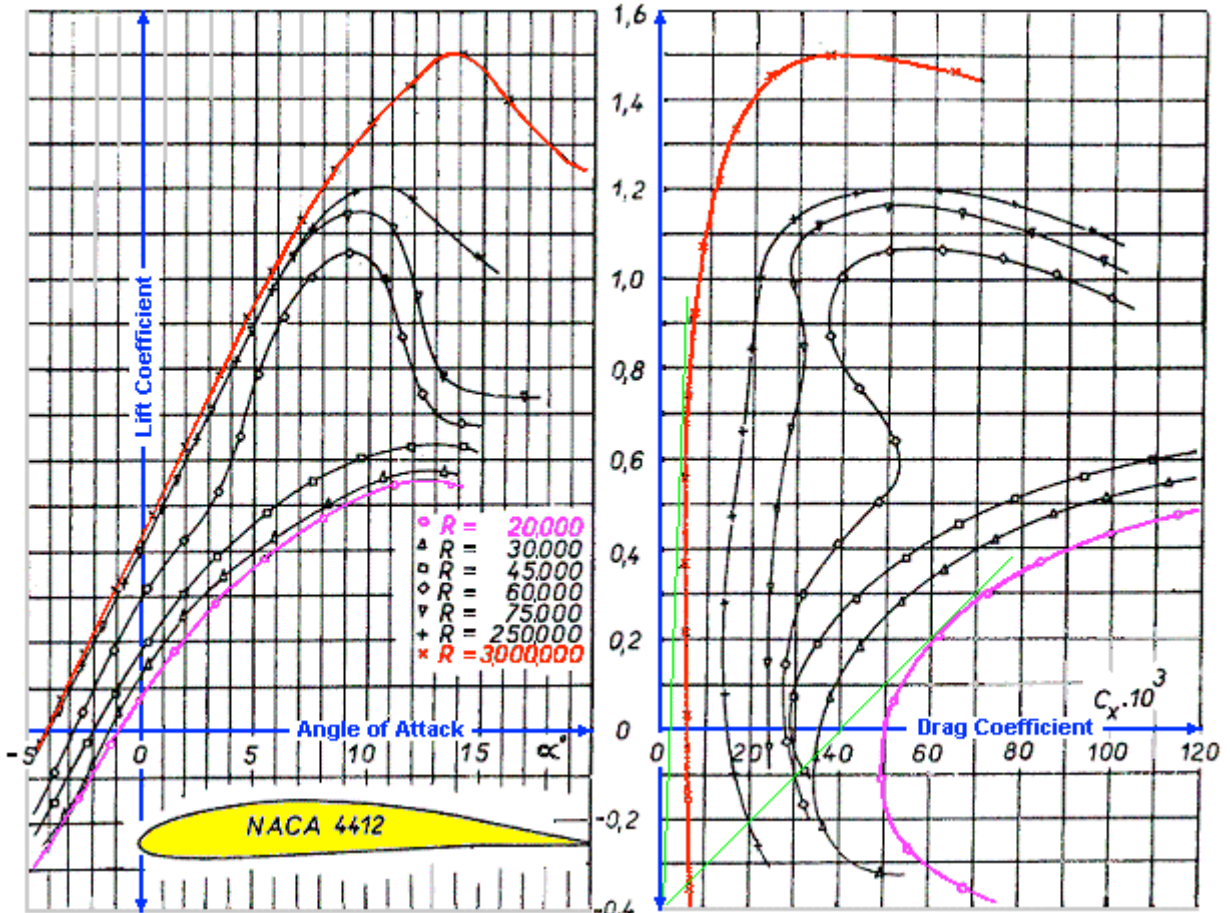 1,6
1,4
1,2
1,0
0,8
0,6
0,4
0,2
0
-0,2
-0,4
Lift Coefficient
R = 20,000
R = 30,000
R = 45,000
R = 60,000
R = 75,000
R = 250,000
R = 3,000,000
Angle of Attack
-5 0 5 10 15 α°
NACA 4412
Cx.10³
Drag Coefficient
0 20 40 60 80 100 120